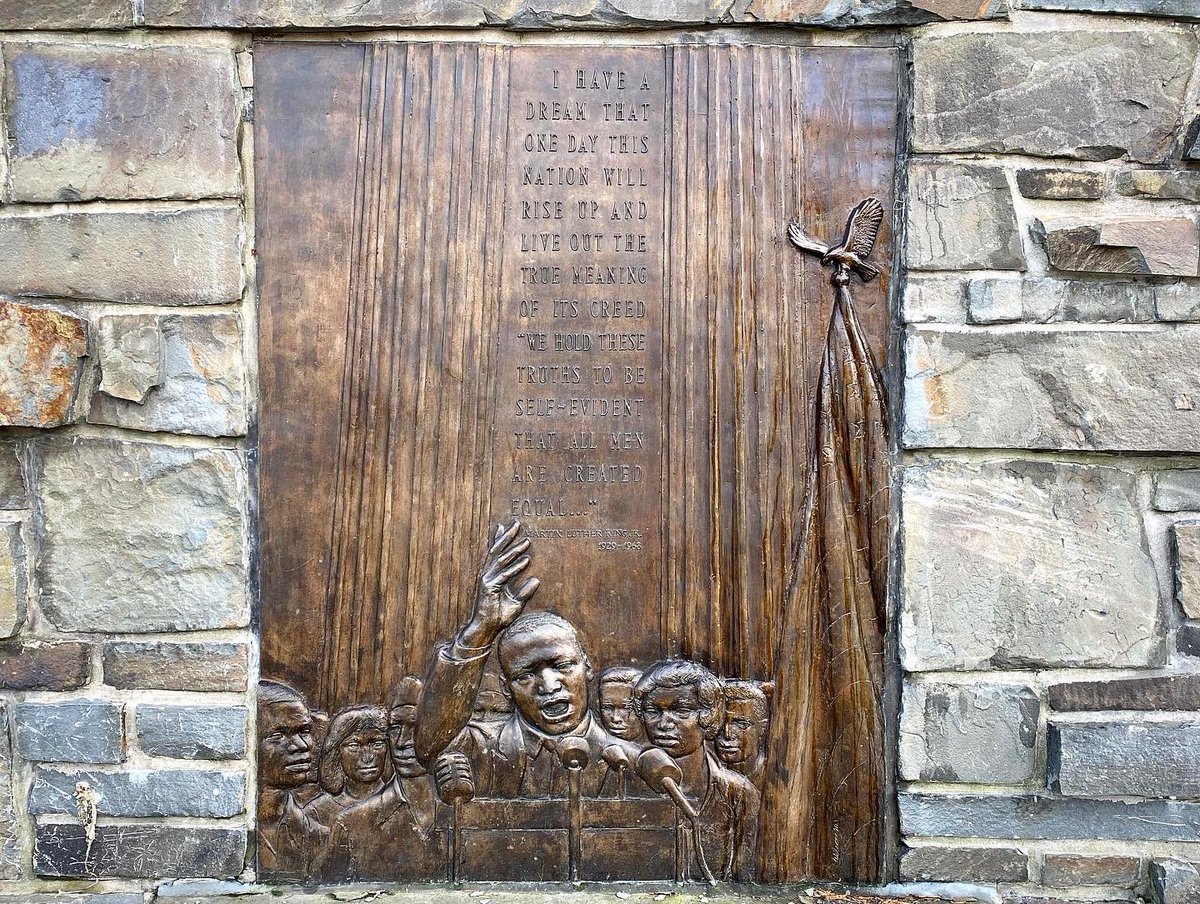 I HAVE A
DREAM THAT
ONE DAY THIS
NATION WILL
RISE UP AND
LIVE OUT THE
TRUE MEANING
OF ITS CREED
"WE HOLD THESE
TRUTHS TO BE
SELF-EVIDENT
THAT ALL MEN
ARE CREATED
EQUAL..."
MARTIN LUTHER KING JR.
1929-1968